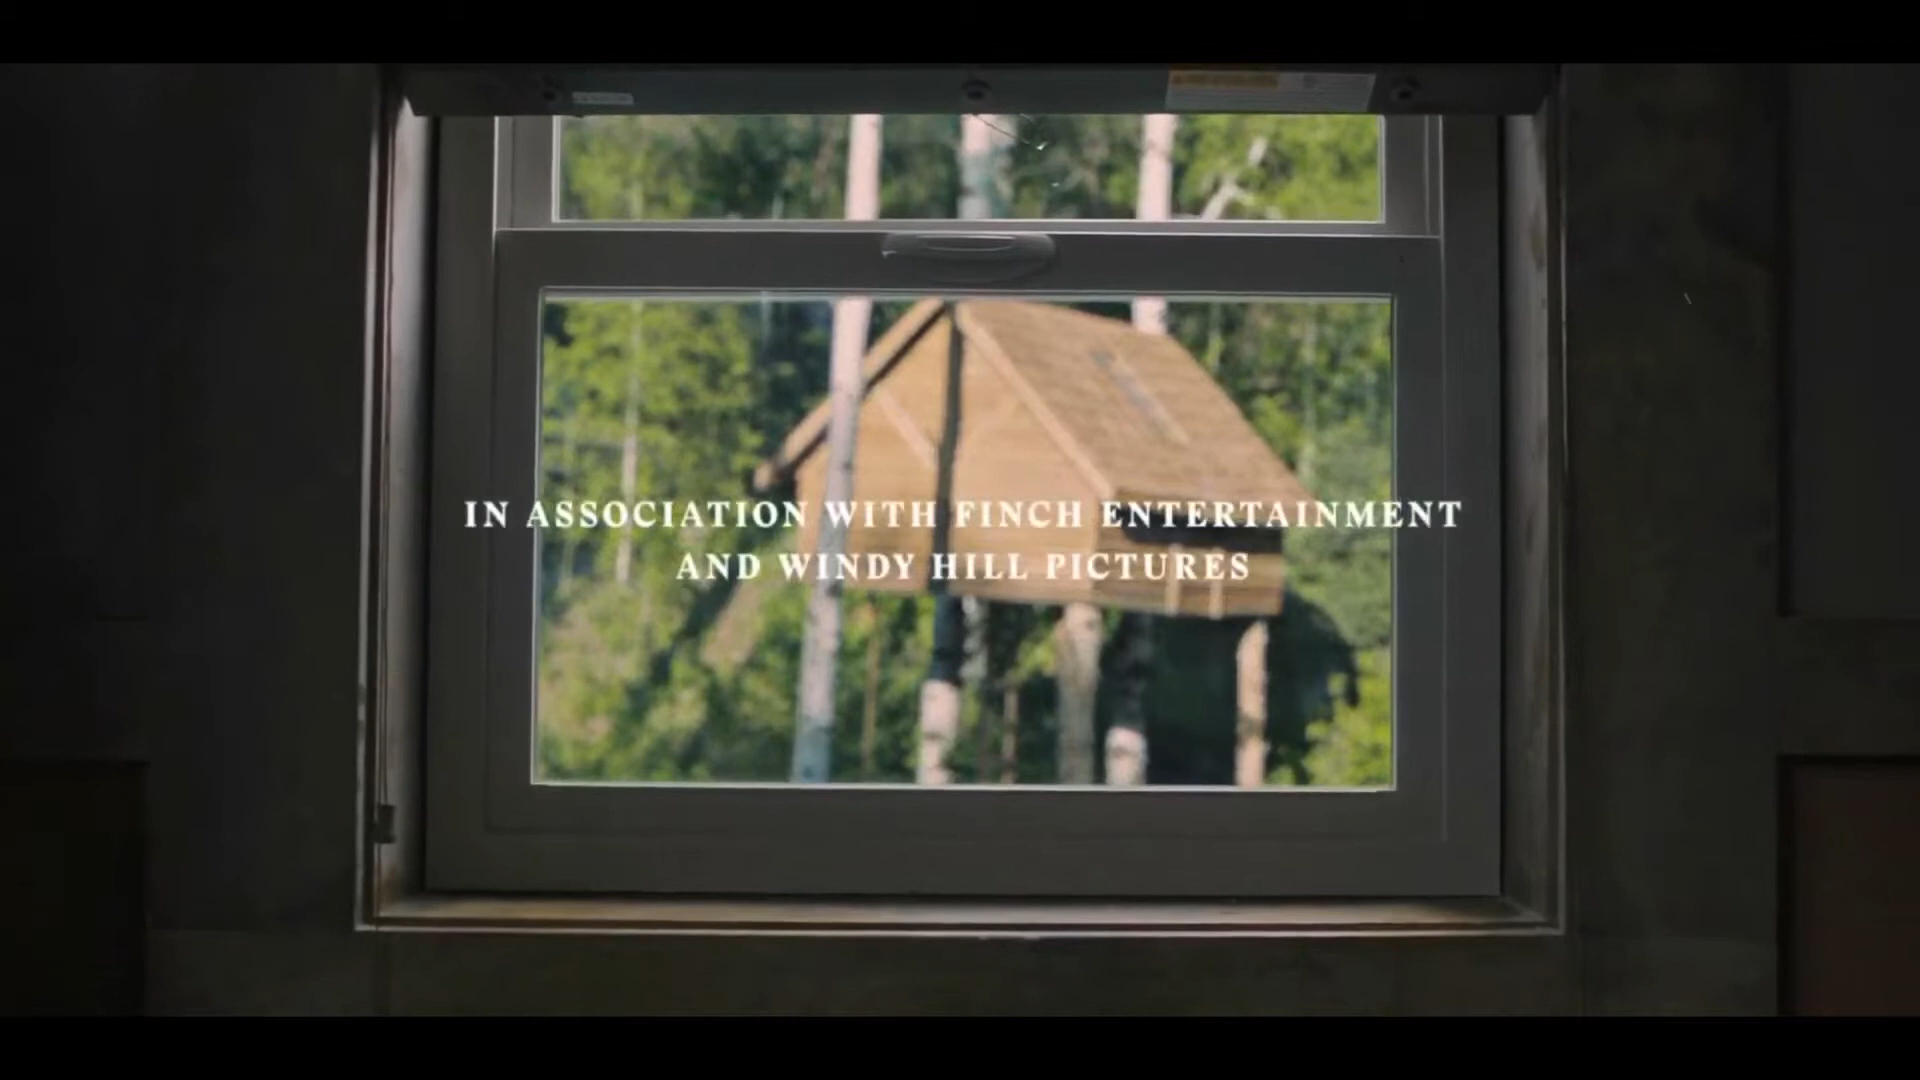 IN ASSOCIATION WITH FINCH ENTERTAINMENT
AND WINDY HILL PICTURES